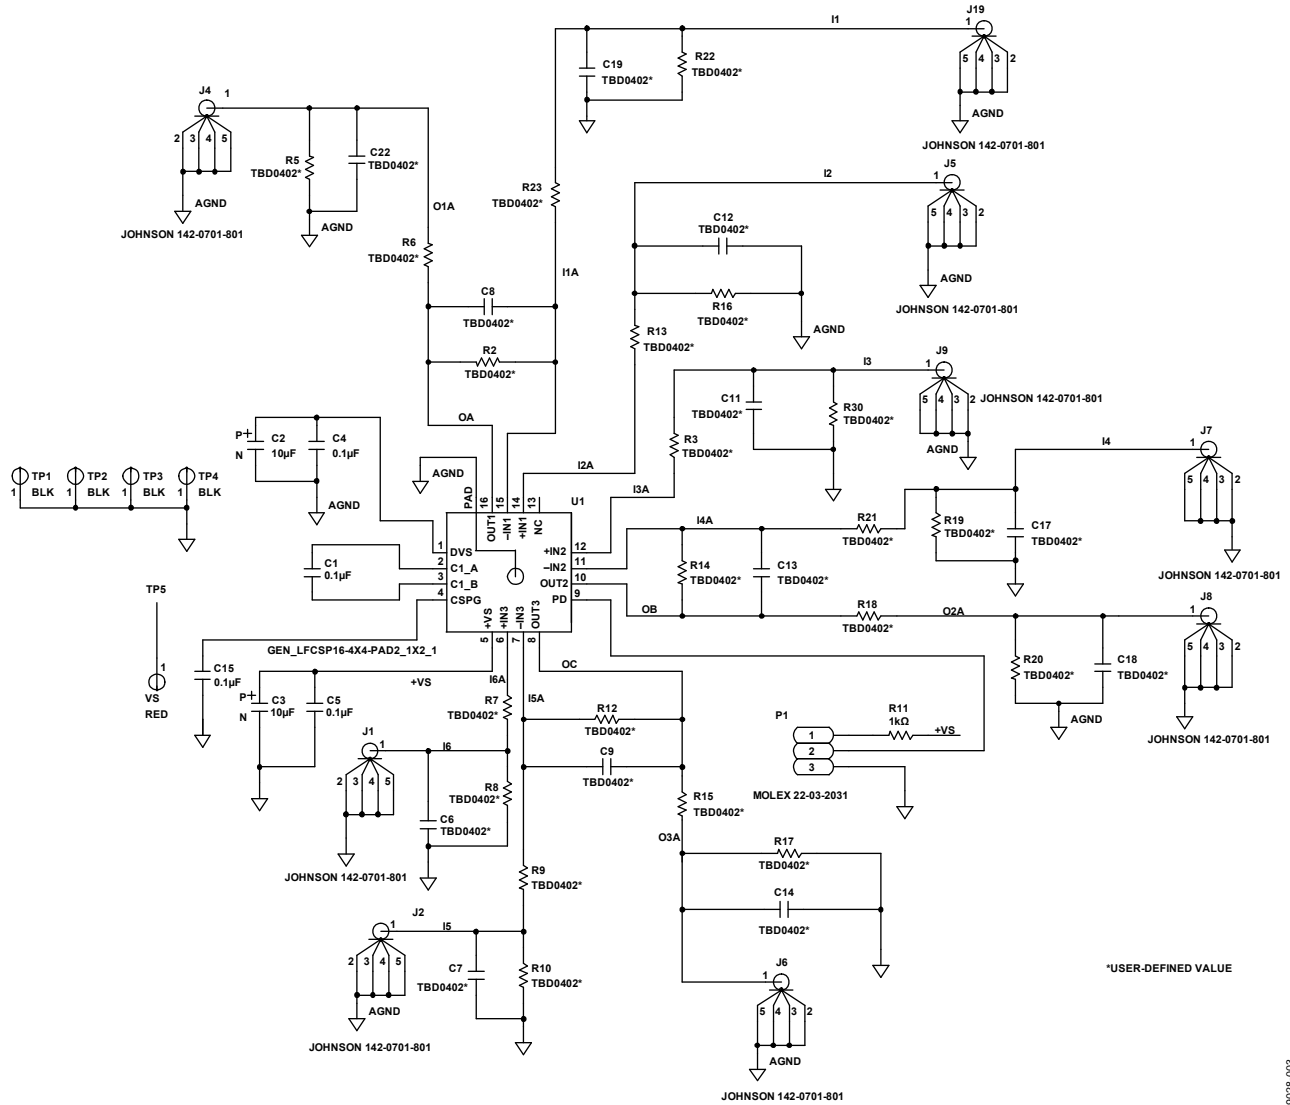 J19
I1
1
C19
TBD0402*
R22
TBD0402*
5 4 3 2
AGND
JOHNSON 142-0701-801
J4
1
2 3 4 5
AGND
JOHNSON 142-0701-801
R5
TBD0402*
C22
TBD0402*
AGND
O1A
R6
TBD0402*
R23
TBD0402*
I1A
C8
TBD0402*
R2
TBD0402*
OA
J5
I2
1
C12
TBD0402*
R16
TBD0402*
AGND
R13
TBD0402*
I2A
5 4 3 2
AGND
JOHNSON 142-0701-801
J9
I3
1
C11
TBD0402*
R30
TBD0402*
R3
TBD0402*
I3A
5 4 3 2
JOHNSON 142-0701-801
AGND
J7
I4
1
5 4 3 2
AGND
JOHNSON 142-0701-801
R19
TBD0402*
C17
TBD0402*
R21
TBD0402*
I4A
R14
TBD0402*
C13
TBD0402*
OB
R18
TBD0402*
O2A
J8
1
5 4 3 2
AGND
JOHNSON 142-0701-801
R20
TBD0402*
C18
TBD0402*
AGND
P+
N
C2
10µF
C4
0.1µF
AGND
TP1
1 BLK
TP2
1 BLK
TP3
1 BLK
TP4
1 BLK
AGND
PAD
16
15
14
13
U1
OUT1
–IN1
+IN1
NC
1 DVS
2 C1_A
3 C1_B
4 CSPG
+IN2 12
–IN2 11
OUT2 10
PD 9
+VS
+IN3
–IN3
OUT3
5
6
7
8
GEN_LFCSP16-4X4-PAD2_1X2_1
C1
0.1µF
TP5
1
VS
RED
C15
0.1µF
P+
N
C3
10µF
C5
0.1µF
+VS
I6A
I5A
OC
R7
TBD0402*
R12
TBD0402*
C9
TBD0402*
J1
1
I6
2 3 4 5
JOHNSON 142-0701-801
R8
TBD0402*
C6
TBD0402*
R9
TBD0402*
J2
1
I5
2 3 4 5
AGND
JOHNSON 142-0701-801
C7
TBD0402*
R10
TBD0402*
R15
TBD0402*
O3A
R17
TBD0402*
C14
TBD0402*
J6
1
5 4 3 2
AGND
JOHNSON 142-0701-801
P1
1
2
3
R11
1kΩ
+VS
MOLEX 22-03-2031
*USER-DEFINED VALUE